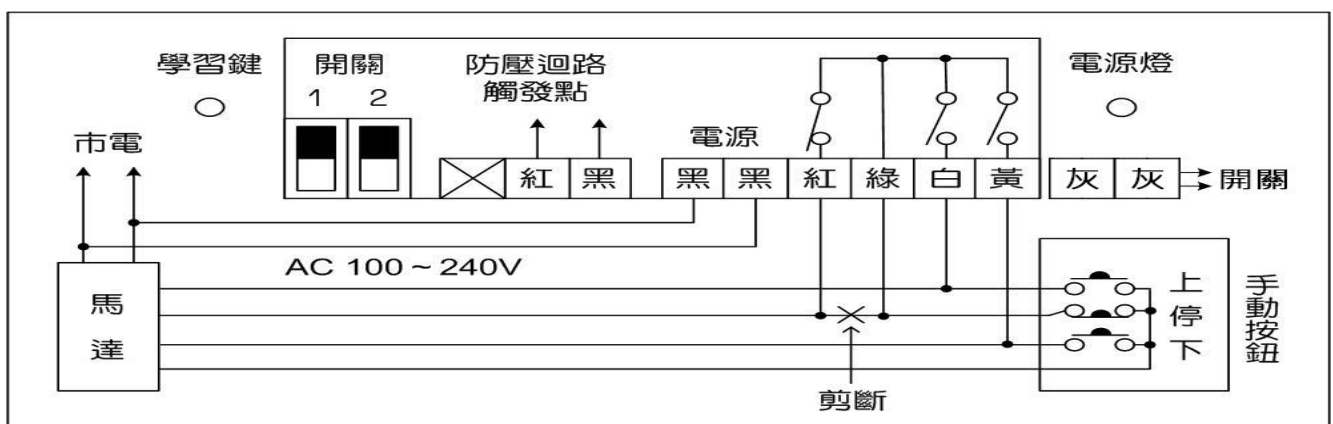 學習鍵
開關
1 2
防壓迴路
觸發點
電源燈
市電
電源
紅 黑 黑 黑 紅 綠 白 黃 灰 灰 開關
AC 100~240V
馬達
上
停
下
手動按鈕
剪斷